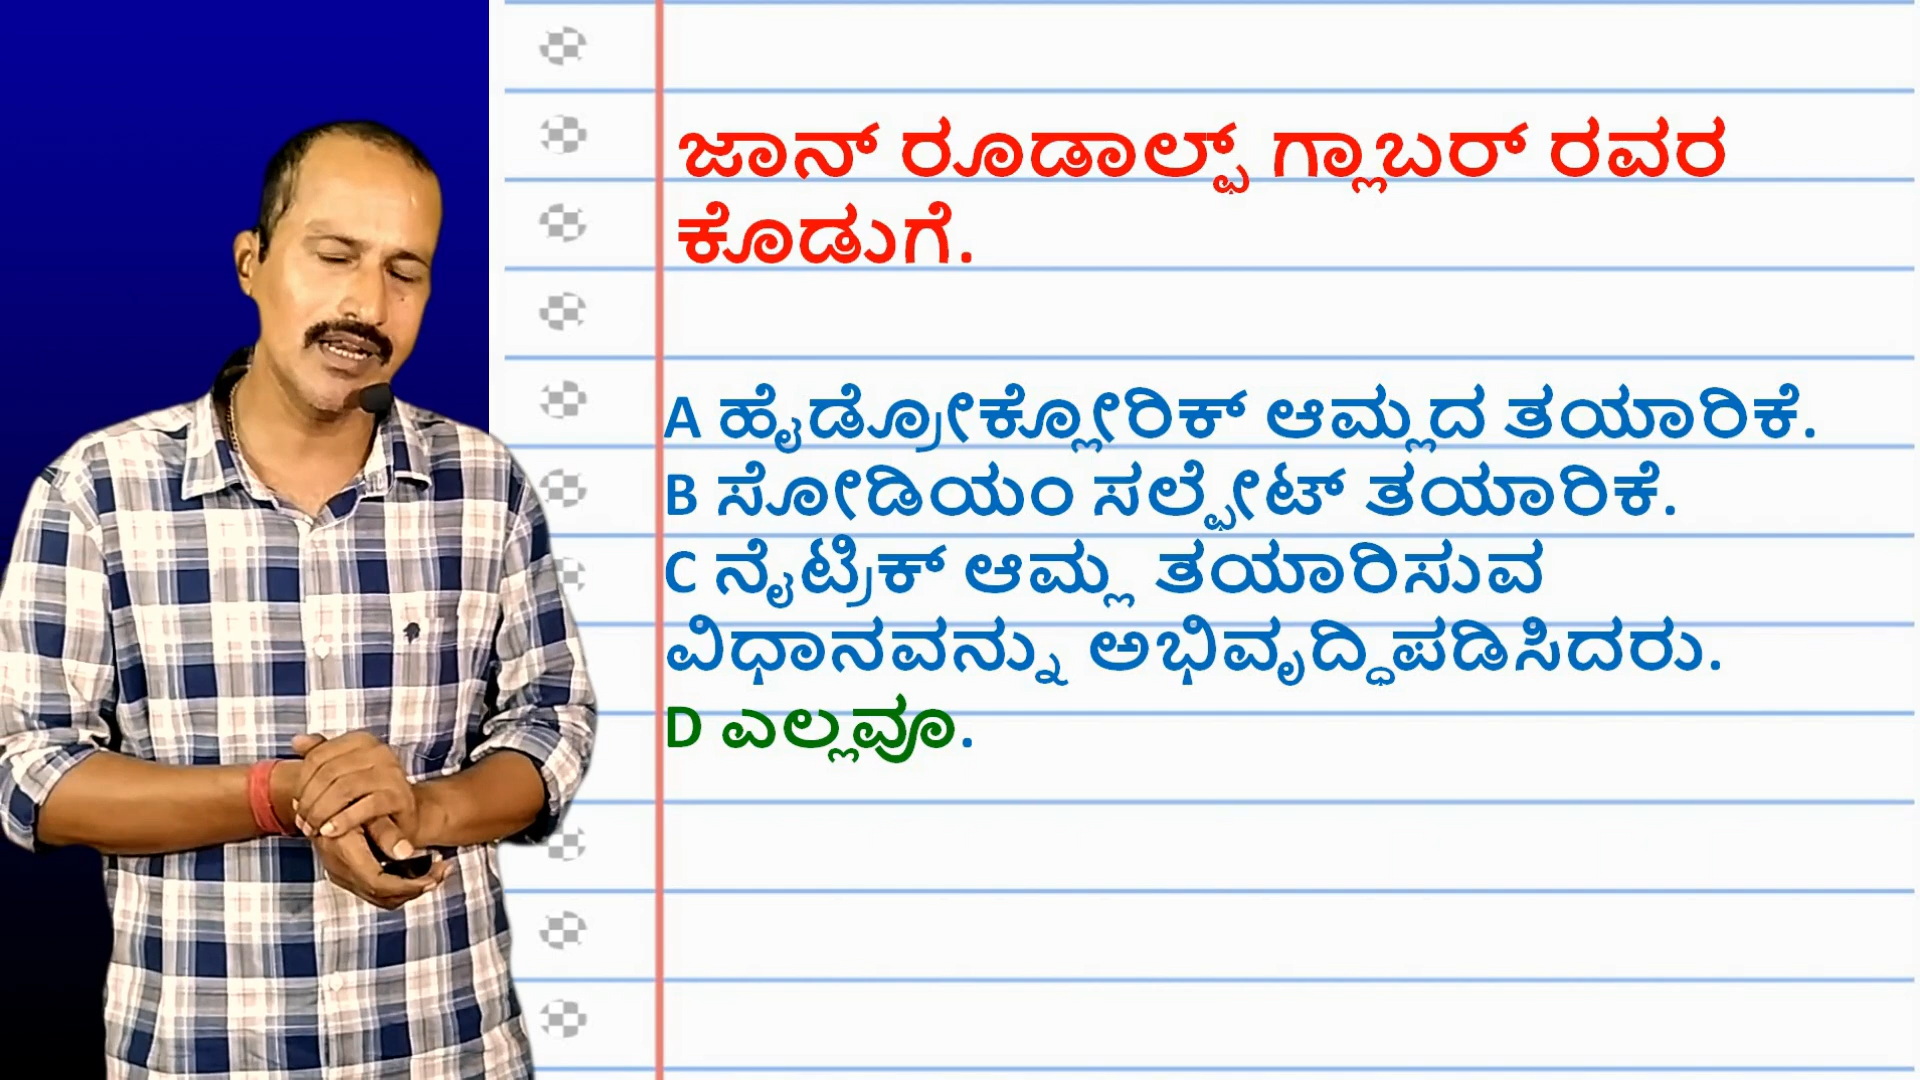 ಜಾನ್ ರೂಡಾಲ್ಫ್ ಗ್ಲಾಬರ್ ರವರ
ಕೊಡುಗೆ.
A ಹೈಡ್ರೋಕ್ಲೋರಿಕ್ ಆಮ್ಲದ ತಯಾರಿಕೆ.
B ಸೋಡಿಯಂ ಸಲ್ಫೇಟ್ ತಯಾರಿಕೆ.
C ನೈಟ್ರಿಕ್ ಆಮ್ಲ ತಯಾರಿಸುವ
ವಿಧಾನವನ್ನು ಅಭಿವೃದ್ಧಿಪಡಿಸಿದರು.
D ಎಲ್ಲವೂ.